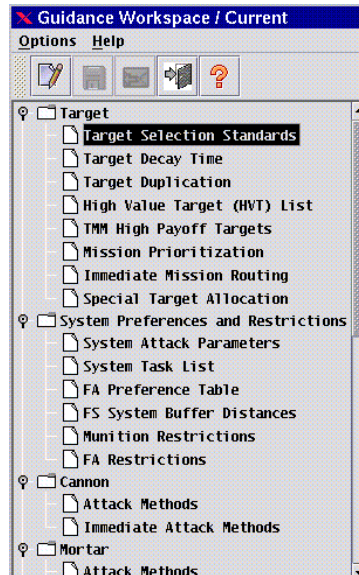 Guidance Workspace / Current
Options Help
Target
Target Selection Standards
Target Decay Time
Target Duplication
High Value Target (HVT) List
TMM High Payoff Targets
Mission Prioritization
Immediate Mission Routing
Special Target Allocation
System Preferences and Restrictions
System Attack Parameters
System Task List
FA Preference Table
FS System Buffer Distances
Munition Restrictions
FA Restrictions
Cannon
Attack Methods
Immediate Attack Methods
Mortar
Attack Methods